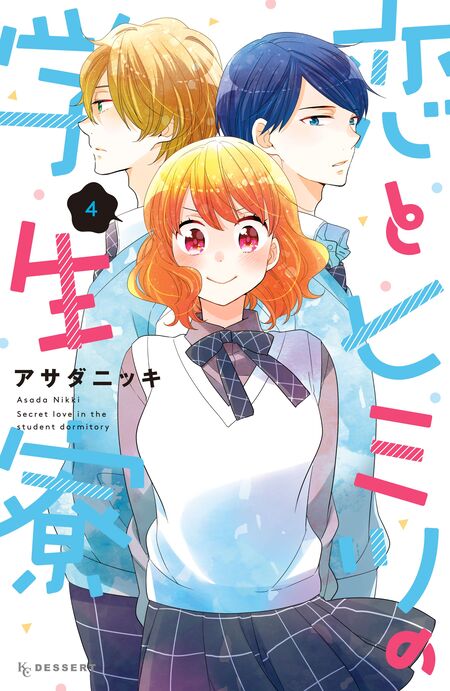 恋とヒミツの
学生寮
4
アサダニッキ
Asada Nikki
Secret love in the
student dormitory
KC DESSERT